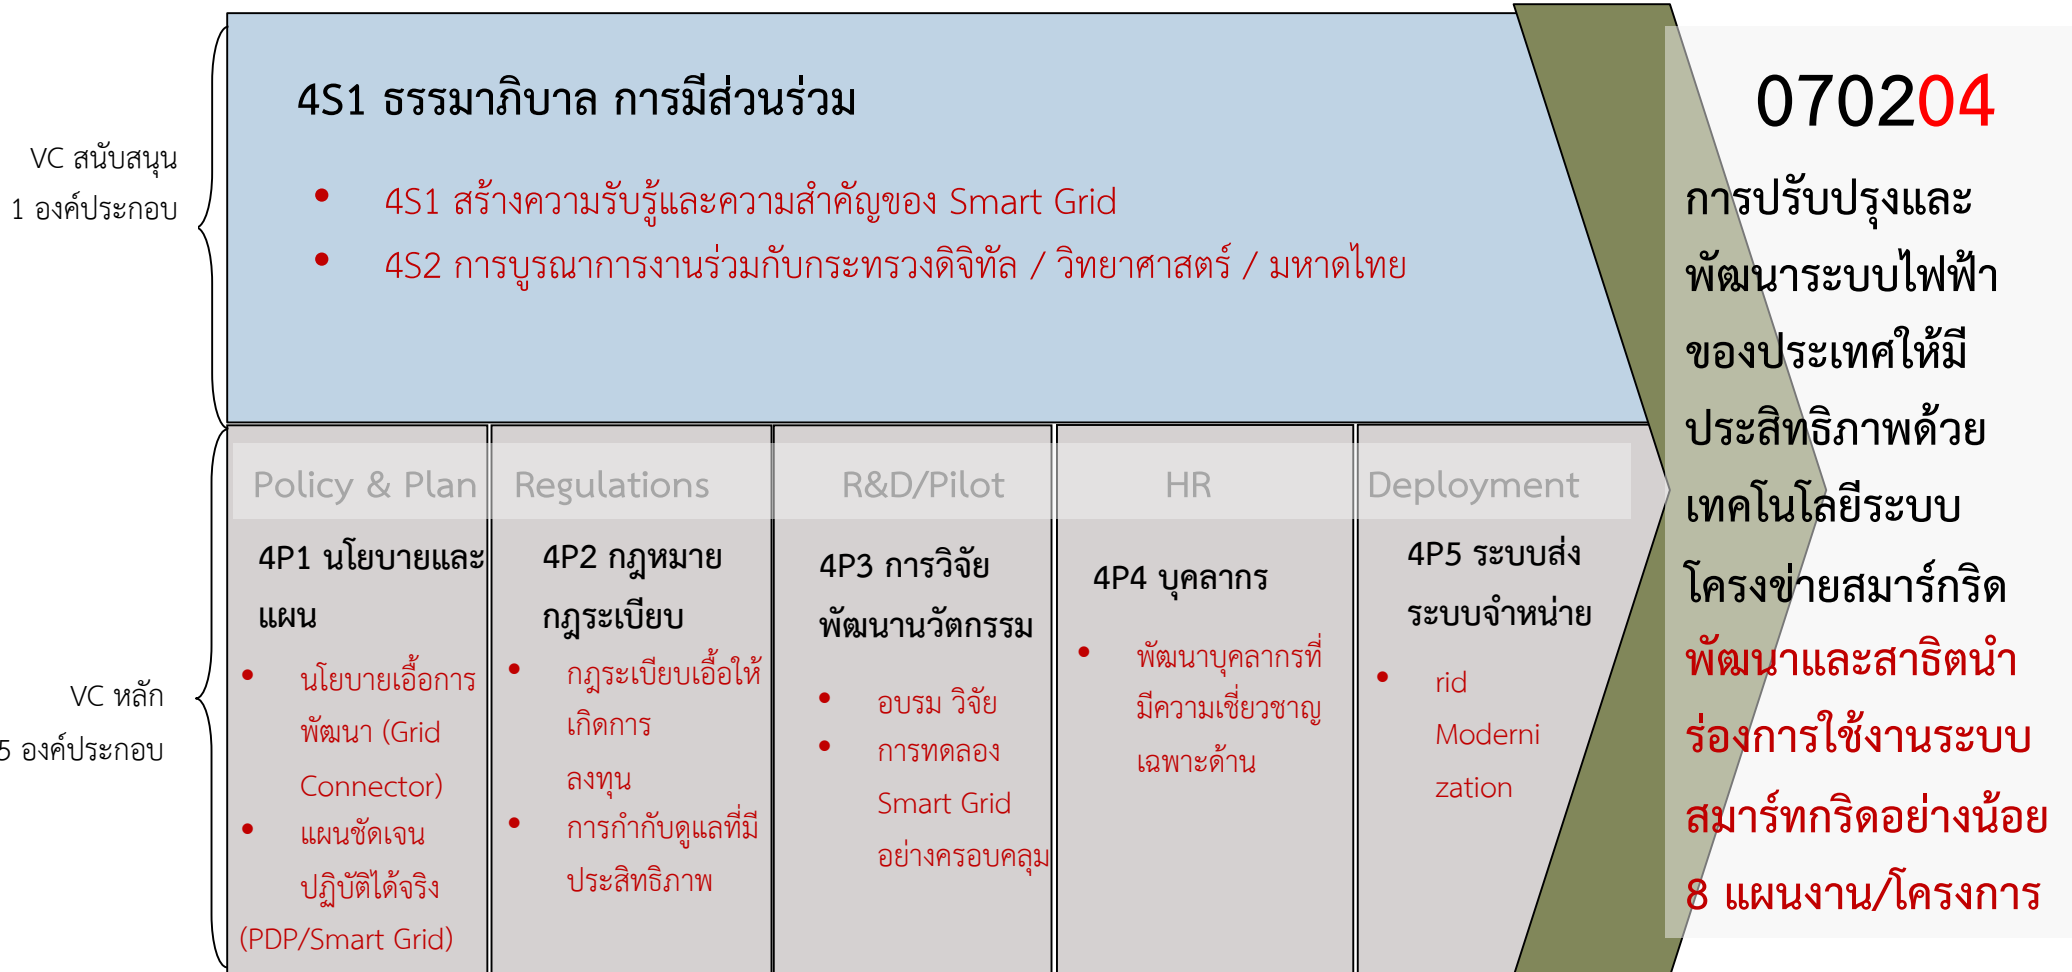 VC สนับสนุน
1 องค์ประกอบ
4S1 ธรรมาภิบาล การมีส่วนร่วม
• 4S1 สร้างความรับรู้และความสำคัญของ Smart Grid
• 4S2 การบูรณาการงานร่วมกับกระทรวงดิจิทัล / วิทยาศาสตร์ / มหาดไทย
VC หลัก
5 องค์ประกอบ
Policy & Plan
4P1 นโยบายและ
แผน
• นโยบายเอื้อการ
พัฒนา (Grid
Connector)
• แผนชัดเจน
ปฏิบัติได้จริง
(PDP/Smart Grid)
Regulations
4P2 กฎหมาย
กฎระเบียบ
• กฎระเบียบเอื้อให้
เกิดการ
ลงทุน
• การกำกับดูแลที่มี
ประสิทธิภาพ
R&D/Pilot
4P3 การวิจัย
พัฒนานวัตกรรม
• อบรม วิจัย
• การทดลอง
Smart Grid
อย่างครอบคลุม
HR
4P4 บุคลากร
• พัฒนาบุคลากรที่
มีความเชี่ยวชาญ
เฉพาะด้าน
Deployment
4P5 ระบบส่ง
ระบบจำหน่าย
• rid
Moderni
zation
070204
การปรับปรุงและ
พัฒนาระบบไฟฟ้า
ของประเทศให้มี
ประสิทธิภาพด้วย
เทคโนโลยีระบบ
โครงข่ายสมาร์กริด
พัฒนาและสาธิตนำ
ร่องการใช้งานระบบ
สมาร์ทกริดอย่างน้อย
8 แผนงาน/โครงการ